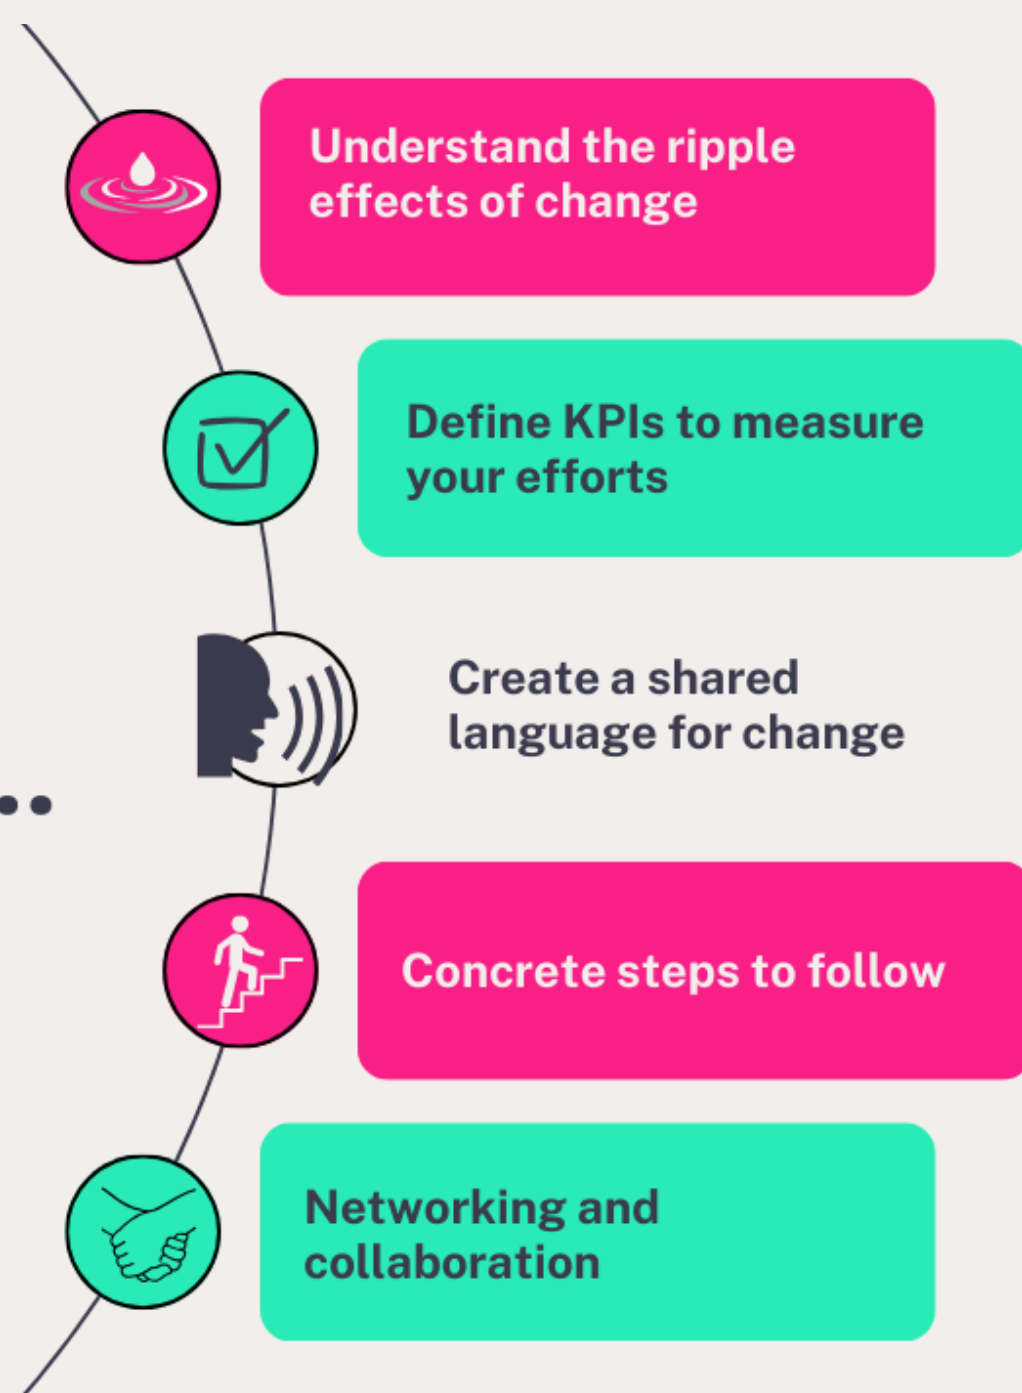 Understand the ripple
effects of change
Define KPIs to measure
your efforts
Create a shared
language for change
Concrete steps to follow
Networking and
collaboration